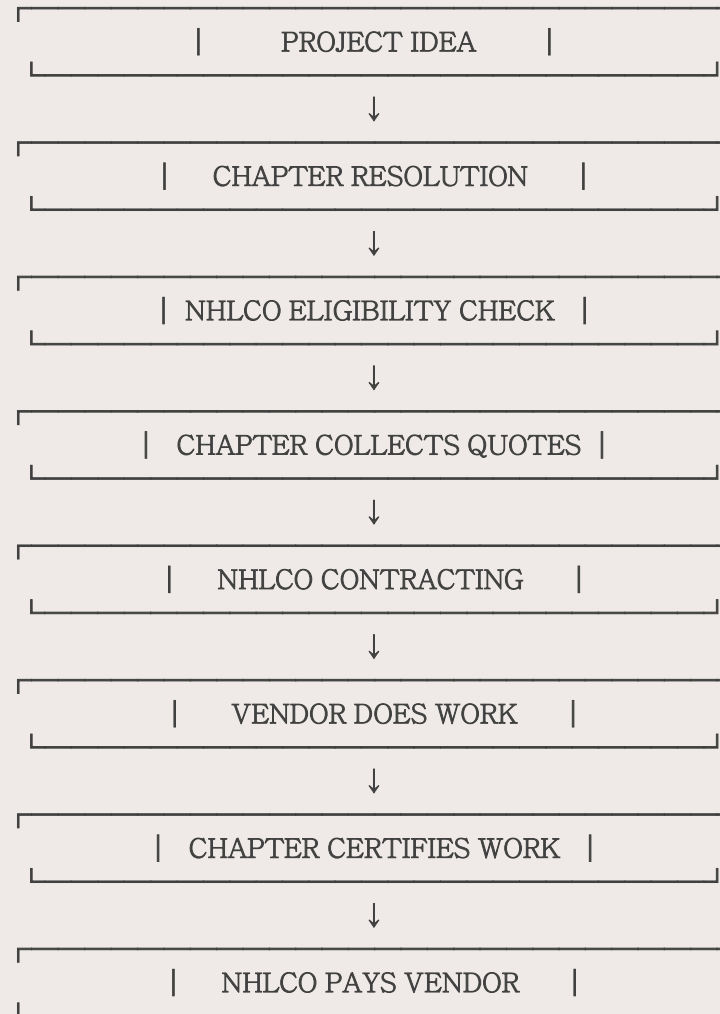 PROJECT IDEA
↓
CHAPTER RESOLUTION
↓
NHLCO ELIGIBILITY CHECK
↓
CHAPTER COLLECTS QUOTES
↓
NHLCO CONTRACTING
↓
VENDOR DOES WORK
↓
CHAPTER CERTIFIES WORK
↓
NHLCO PAYS VENDOR